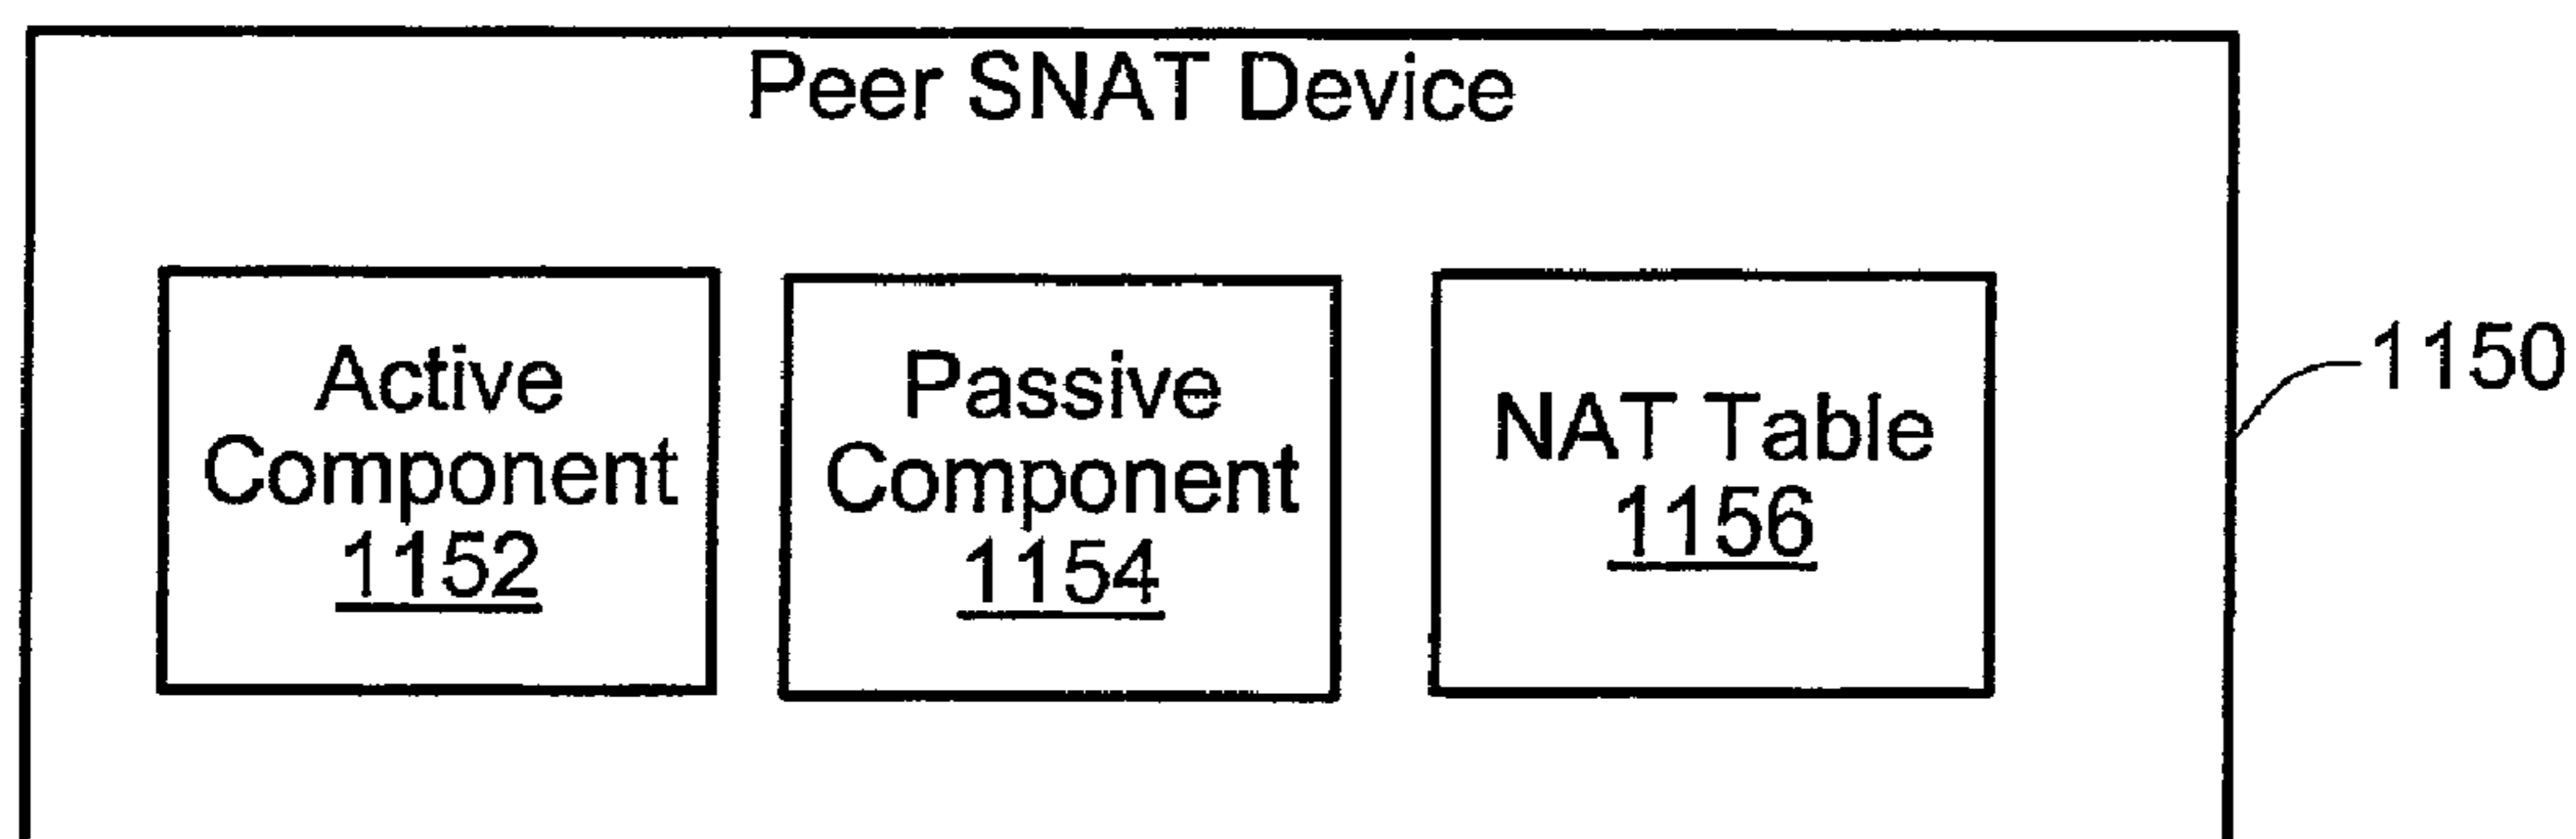 Peer SNAT Device
Active
Component
1152
Passive
Component
1154
NAT Table
1156
1150